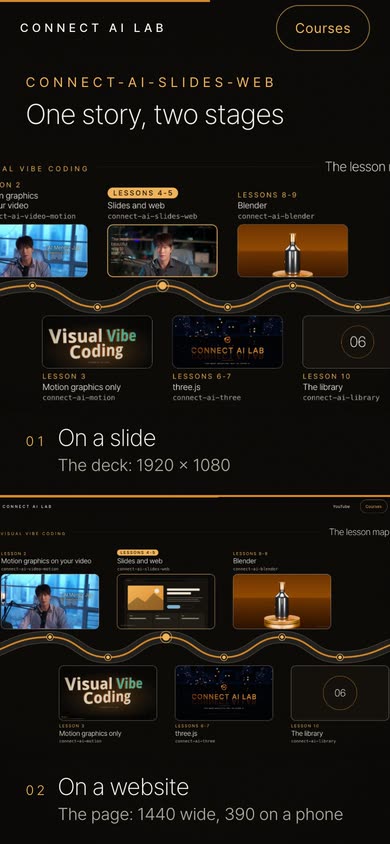 CONNECT AI LAB
Courses
CONNECT-AI-SLIDES-WEB
One story, two stages
AL VIBE CODING
The lesson
ON 2
n graphics
ur video
ct-ai-video-motion
LESSONS 4-5
Slides and web
connect-ai-slides-web
LESSONS 8-9
Blender
connect-ai-blender
Visual Vibe
Coding
CONNECT AI LAB
06
LESSON 3
Motion graphics only
connect-ai-motion
LESSONS 6-7
three.js
connect-ai-three
LESSON 10
The library
connect-ai-library
01 On a slide
The deck: 1920 × 1080
CONNECT AI LAB
YouTube
Courses
VISUAL VIBE CODING
The lesson map
LESSON 2
Motion graphics on your video
connect-ai-video-motion
LESSONS 4-5
Slides and web
connect-ai-slides-web
LESSONS 8-9
Blender
connect-ai-blender
Visual Vibe
Coding
CONNECT AI LAB
06
LESSON 3
Motion graphics only
connect-ai-motion
LESSONS 6-7
three.js
connect-ai-three
LESSON 10
The library
connect-ai-library
02 On a website
The page: 1440 wide, 390 on a phone